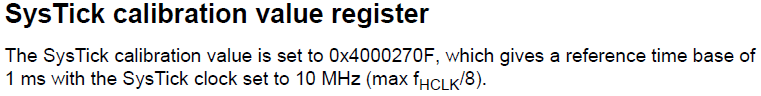 SysTick calibration value register
The SysTick calibration value is set to 0x4000270F, which gives a reference time base of
1 ms with the SysTick clock set to 10 MHz (max fHCLK/8).